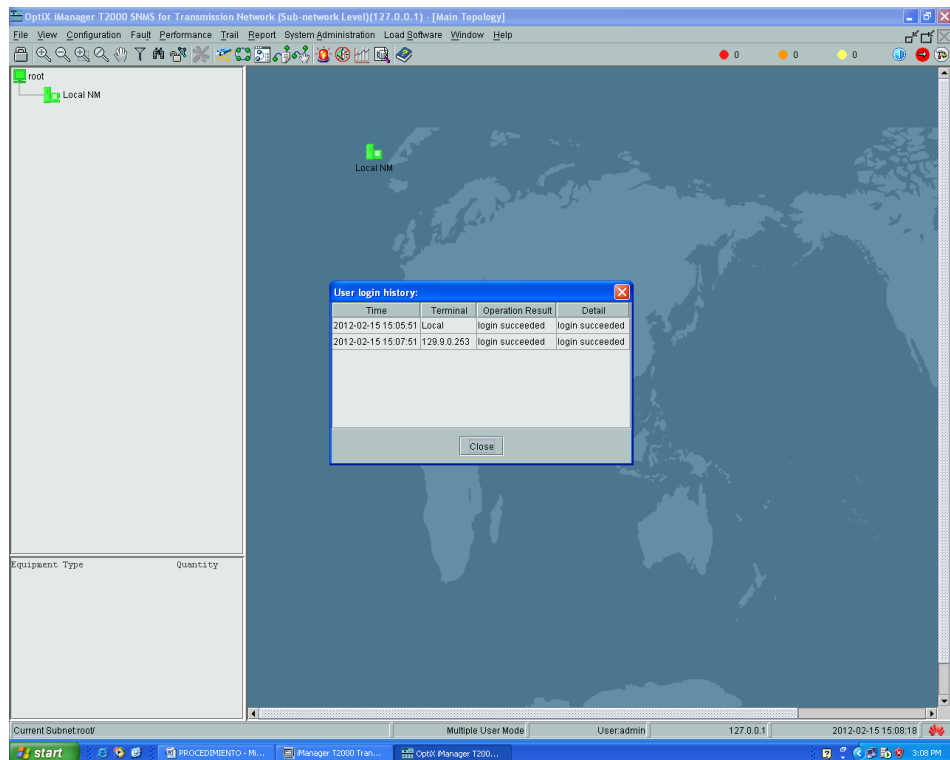 OptiX iManager T2000 SNMS for Transmission Network (Sub-network Level)(127.0.0.1) - [Main Topology]
File View Configuration Fault Performance Trail Report System Administration Load Software Window Help
0 0 0
root
Local NM
Local NM
User login history:
Time Terminal Operation Result Detail
2012-02-15 15:05:51 Local login succeeded login succeeded
2012-02-15 15:07:51 129.9.0.253 login succeeded login succeeded
Close
Equipment Type Quantity
Current Subnet:root/ Multiple User Mode User:admin 127.0.0.1 2012-02-15 15:08:18
start PROCEDIMIENTO - Mi... iManager T2000 Tran... OptiX iManager T200... 3:08 PM